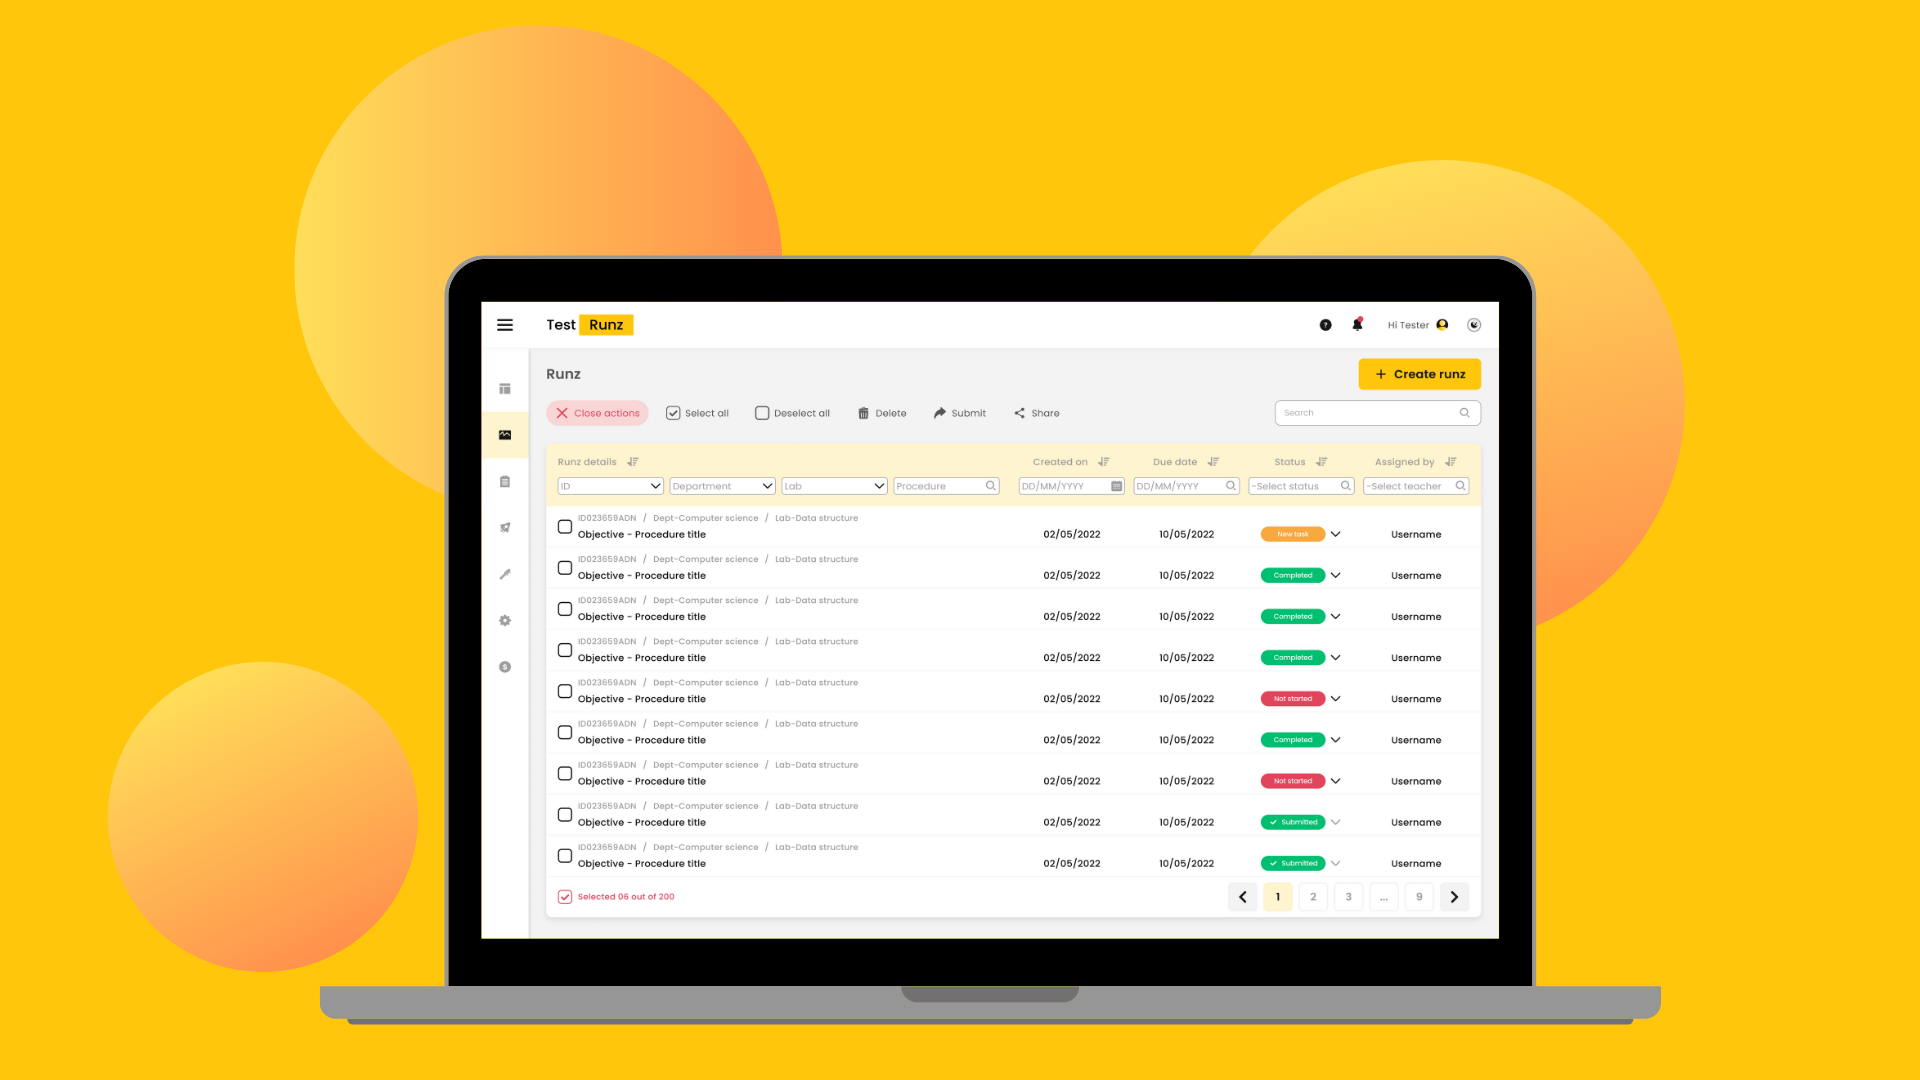 Test Runz
? Hi Tester
Runz
+ Create runz
Close actions Select all Deselect all Delete Submit Share Search
Runz details Created on Due date Status Assigned by
ID Department Lab Procedure DD/MM/YYYY DD/MM/YYYY -Select status -Select teacher
ID023659ADN / Dept-Computer science / Lab-Data structure
Objective - Procedure title 02/05/2022 10/05/2022 New task Username
ID023659ADN / Dept-Computer science / Lab-Data structure
Objective - Procedure title 02/05/2022 10/05/2022 Completed Username
ID023659ADN / Dept-Computer science / Lab-Data structure
Objective - Procedure title 02/05/2022 10/05/2022 Completed Username
ID023659ADN / Dept-Computer science / Lab-Data structure
Objective - Procedure title 02/05/2022 10/05/2022 Completed Username
ID023659ADN / Dept-Computer science / Lab-Data structure
Objective - Procedure title 02/05/2022 10/05/2022 Not started Username
ID023659ADN / Dept-Computer science / Lab-Data structure
Objective - Procedure title 02/05/2022 10/05/2022 Completed Username
ID023659ADN / Dept-Computer science / Lab-Data structure
Objective - Procedure title 02/05/2022 10/05/2022 Not started Username
ID023659ADN / Dept-Computer science / Lab-Data structure
Objective - Procedure title 02/05/2022 10/05/2022 Submitted Username
ID023659ADN / Dept-Computer science / Lab-Data structure
Objective - Procedure title 02/05/2022 10/05/2022 Submitted Username
Selected 06 out of 200 1 2 3 ... 9
$